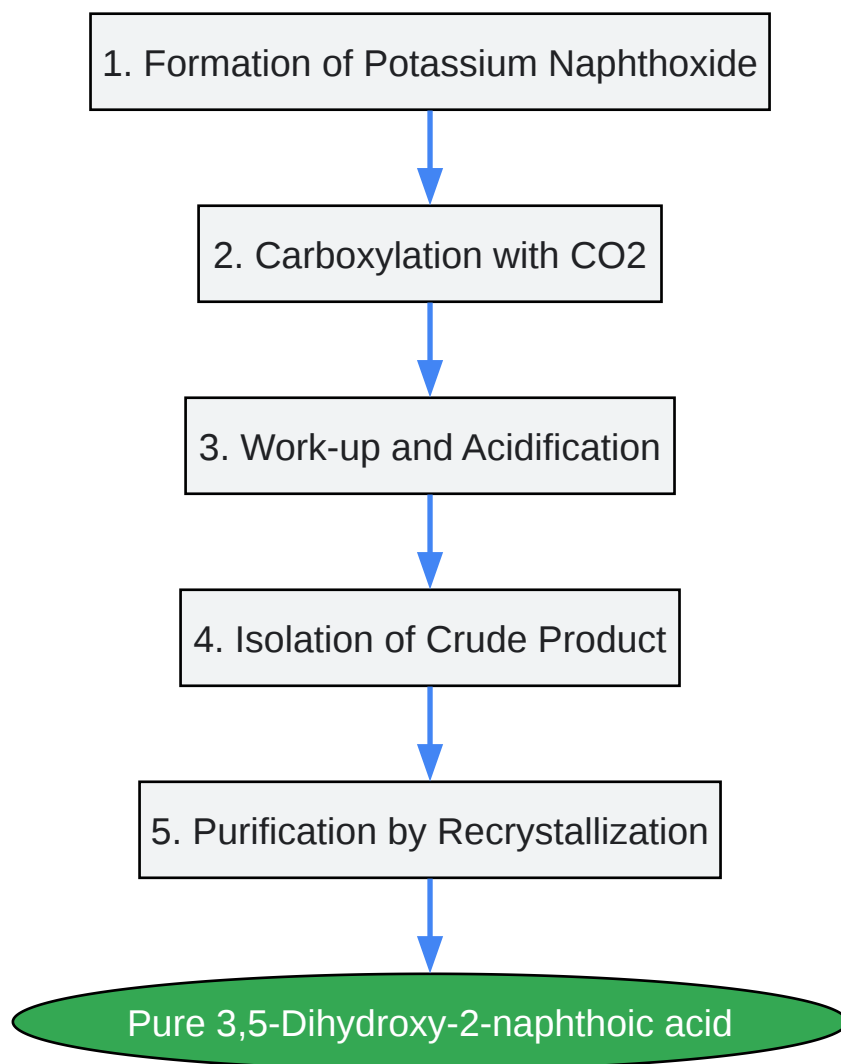 1. Formation of Potassium Naphthoxide
2. Carboxylation with CO2
3. Work-up and Acidification
4. Isolation of Crude Product
5. Purification by Recrystallization
Pure 3,5-Dihydroxy-2-naphthoic acid